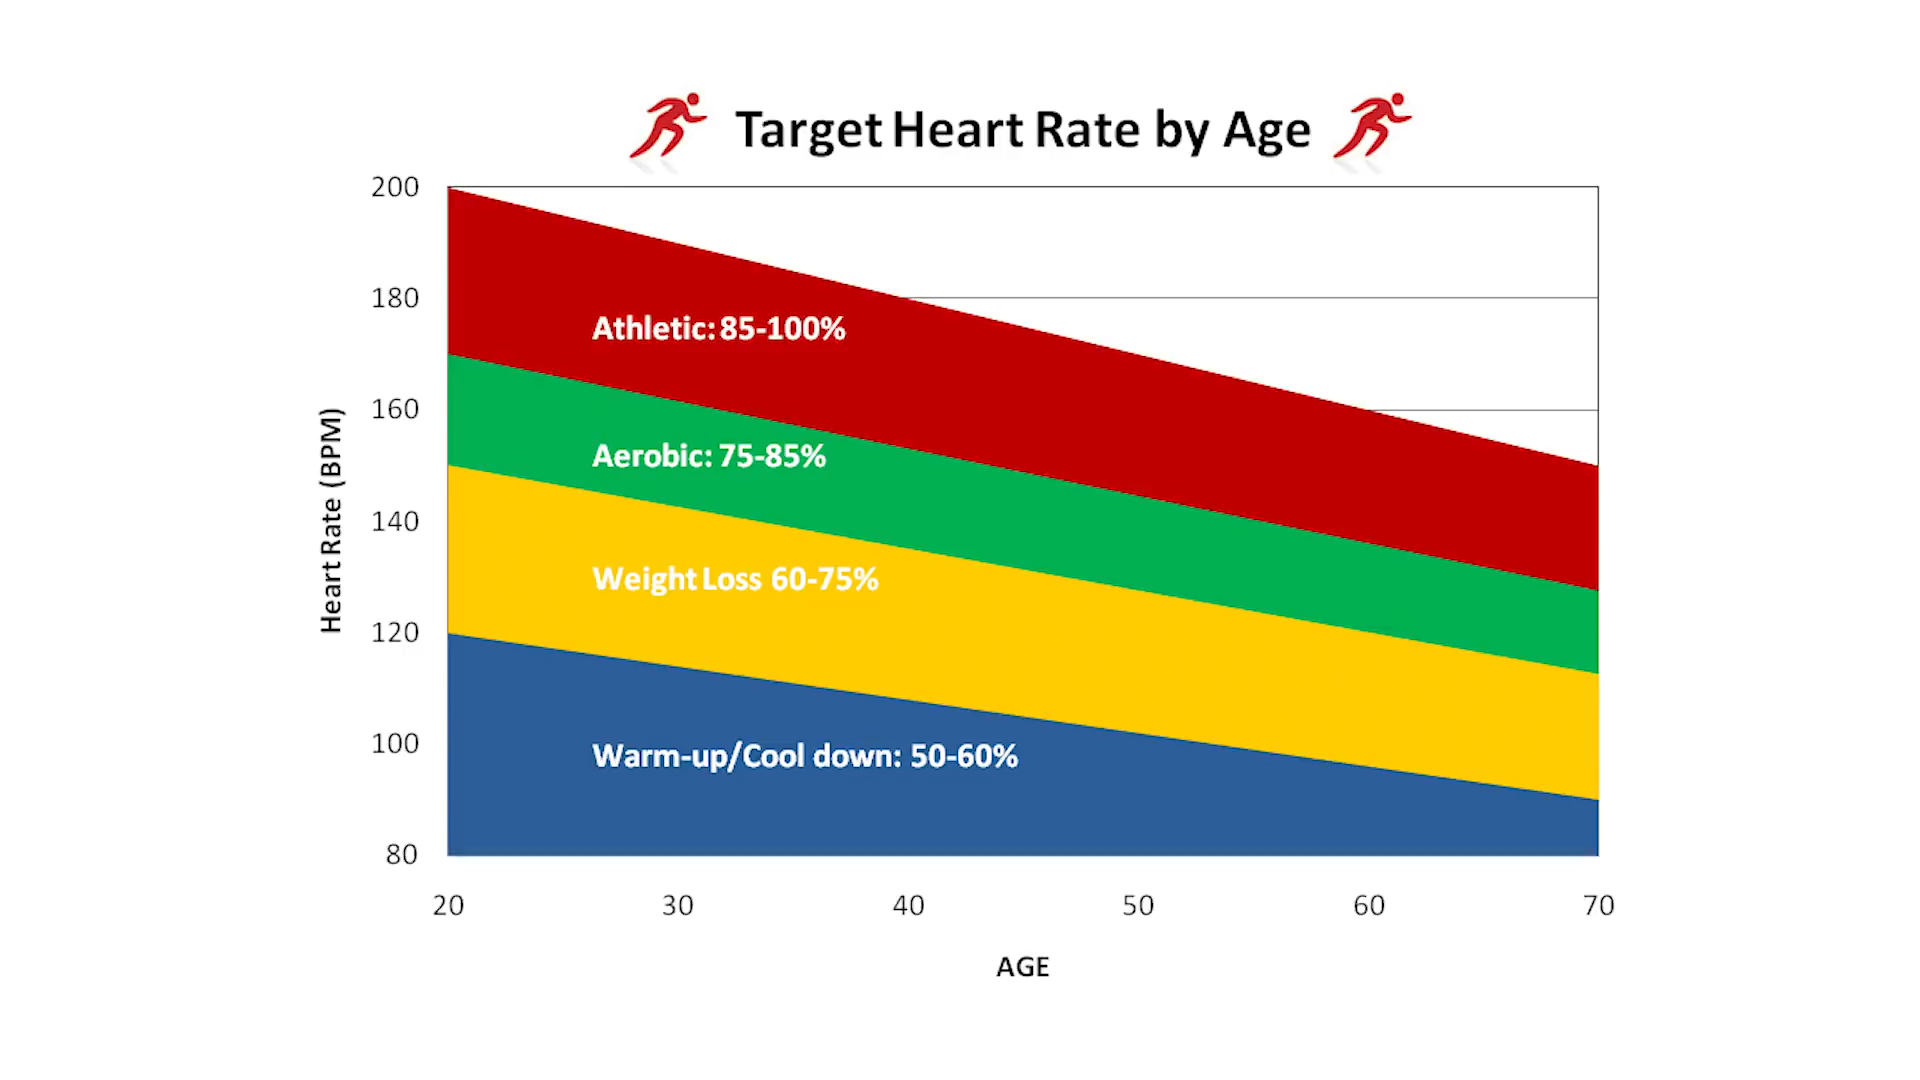 Target Heart Rate by Age
200
180
160
140
120
100
80
Heart Rate (BPM)
Athletic: 85-100%
Aerobic: 75-85%
Weight Loss 60-75%
Warm-up/Cool down: 50-60%
20 30 40 50 60 70
AGE